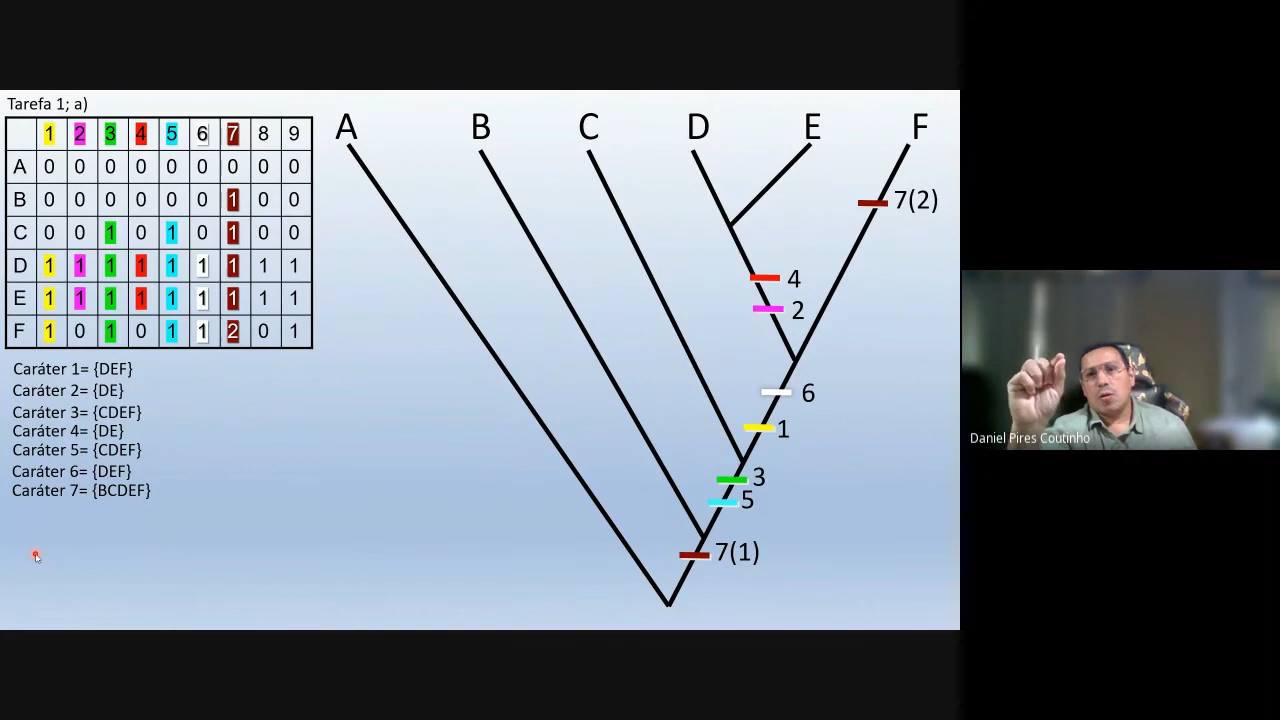 Tarefa 1; a)
1 2 3 4 5 6 7 8 9
A 0 0 0 0 0 0 0 0 0
B 0 0 0 0 0 0 1 0 0
C 0 0 1 0 1 0 1 0 0
D 1 1 1 1 1 1 1 1 1
E 1 1 1 1 1 1 1 1 1
F 1 0 1 0 1 1 2 0 1
Caráter 1= {DEF}
Caráter 2= {DE}
Caráter 3= {CDEF}
Caráter 4= {DE}
Caráter 5= {CDEF}
Caráter 6= {DEF}
Caráter 7= {BCDEF}
A B C D E F
7(2)
4
2
6
1
3
5
7(1)
Daniel Pires Coutinho